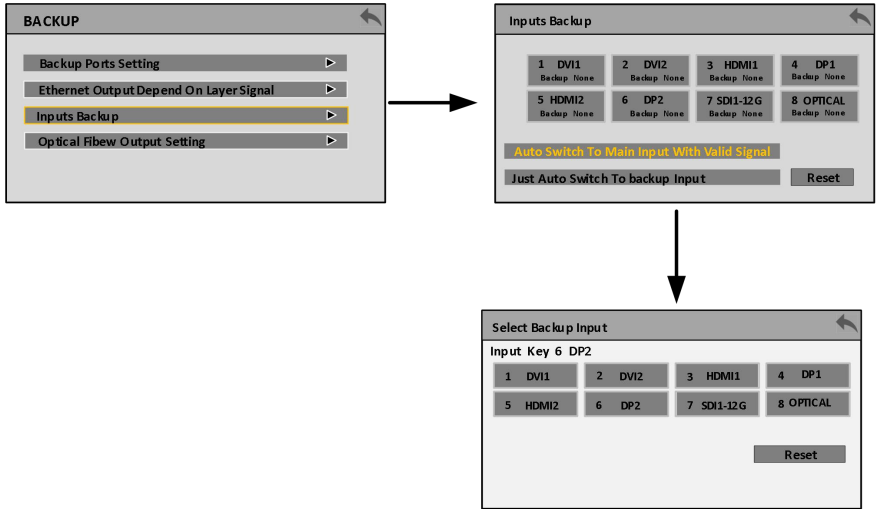 BACKUP
Backup Ports Setting
Ethernet Output Depend On Layer Signal
Inputs Backup
Optical Fibew Output Setting
Inputs Backup
1 DVI1 2 DVI2 3 HDMI1 4 DP1
Backup None Backup None Backup None Backup None
5 HDMI2 6 DP2 7 SDI1-12G 8 OPTICAL
Backup None Backup None Backup None Backup None
Auto Switch To Main Input With Valid Signal
Just Auto Switch To backup Input Reset
Select Backup Input
Input Key 6 DP2
1 DVI1 2 DVI2 3 HDMI1 4 DP1
5 HDMI2 6 DP2 7 SDI1-12G 8 OPTICAL
Reset